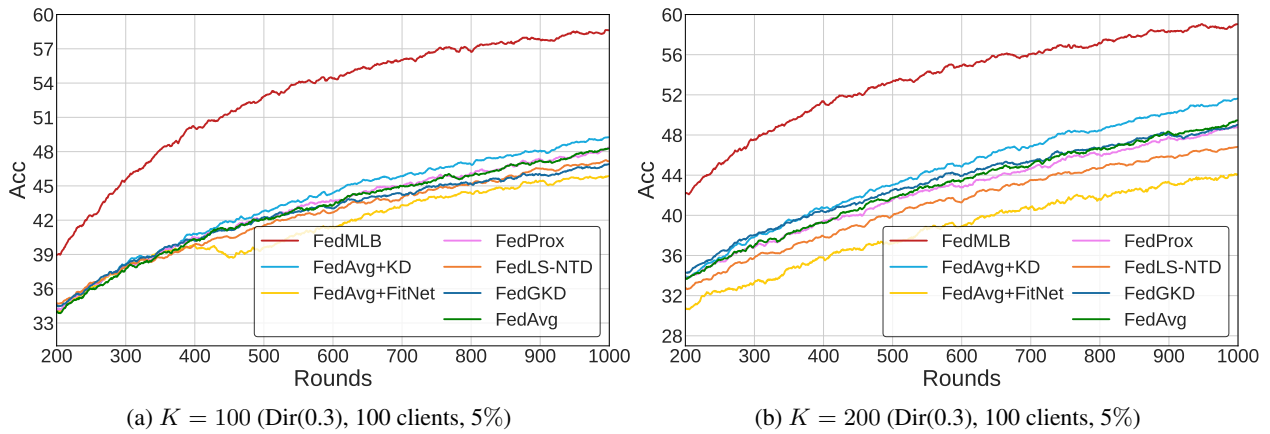 60
57
54
51
48
45
42
39
36
33
Acc
FedMLB
FedAvg+KD
FedAvg+FitNet
FedProx
FedLS-NTD
FedGKD
FedAvg
200 300 400 500 600 700 800 900 1000
Rounds
(a) K = 100 (Dir(0.3), 100 clients, 5%)
60
56
52
48
44
40
36
32
28
Acc
FedMLB
FedAvg+KD
FedAvg+FitNet
FedProx
FedLS-NTD
FedGKD
FedAvg
200 300 400 500 600 700 800 900 1000
Rounds
(b) K = 200 (Dir(0.3), 100 clients, 5%)